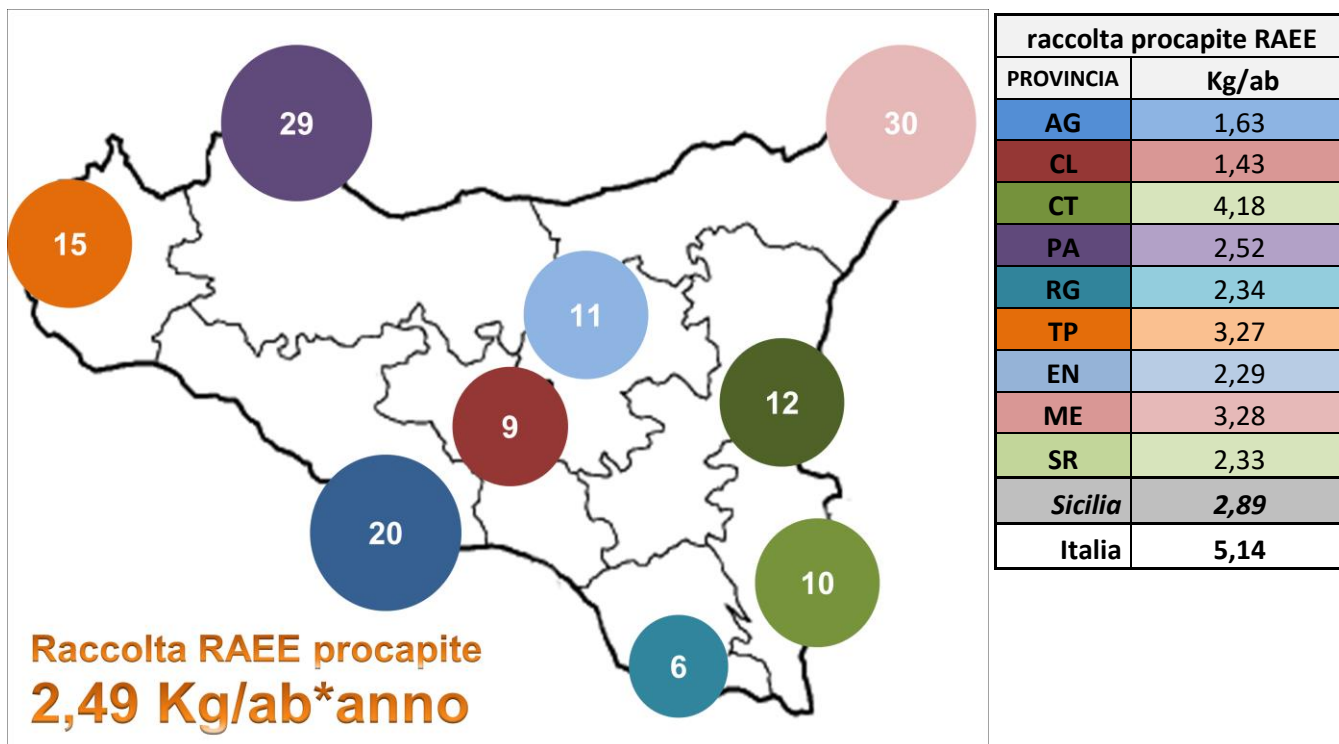 29
30
15
11
12
9
20
10
6
Raccolta RAEE procapite
2,49 Kg/ab*anno
raccolta procapite RAEE
PROVINCIA Kg/ab
AG 1,63
CL 1,43
CT 4,18
PA 2,52
RG 2,34
TP 3,27
EN 2,29
ME 3,28
SR 2,33
Sicilia 2,89
Italia 5,14